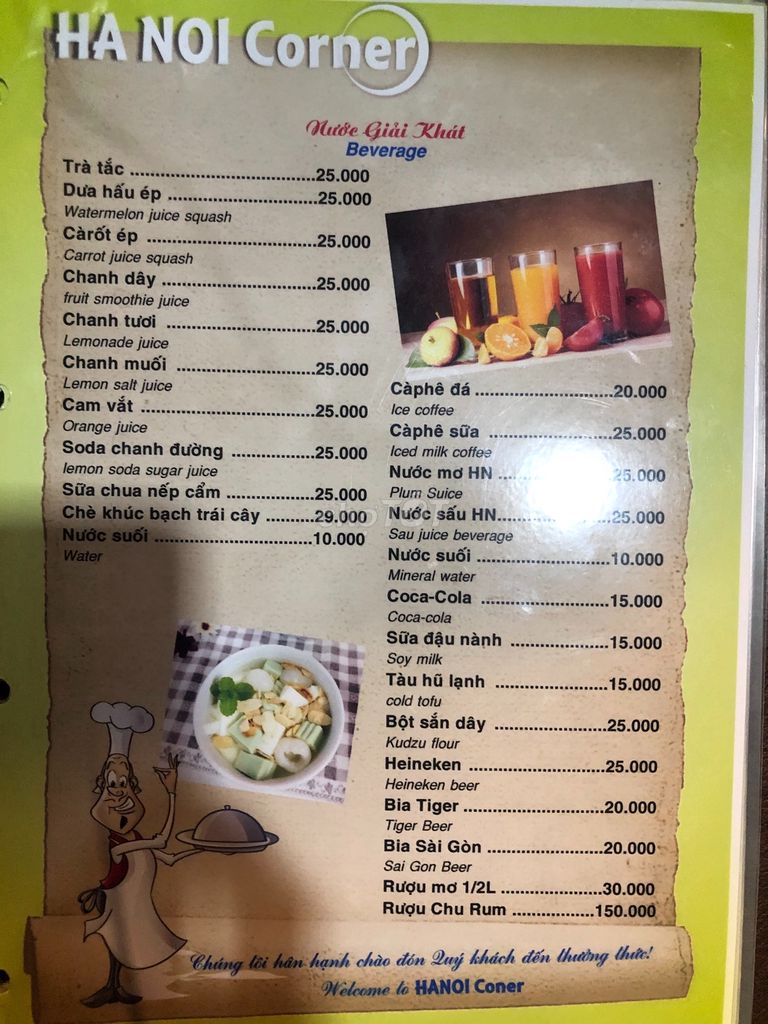 HA NOI Corner
Nước Giải Khát
Beverage
Trà tắc ..................................25.000
Dưa hấu ép ..........................25.000
Watermelon juice squash
Càrốt ép ..............................25.000
Carrot juice squash
Chanh dây ............................25.000
fruit smoothie juice
Chanh tươi ..........................25.000
Lemonade juice
Chanh muối ........................25.000
Lemon salt juice
Cam vắt ................................25.000
Orange juice
Soda chanh đường ..............25.000
lemon soda sugar juice
Sữa chua nếp cẩm ...............25.000
Chè khúc bạch trái cây .........29.000
Nước suối ............................10.000
Water
Càphê đá .........................20.000
Ice coffee
Càphê sữa ......................25.000
Iced milk coffee
Nước mơ HN ....................25.000
Plum Suice
Nước sấu HN....................25.000
Sau juice beverage
Nước suối ........................10.000
Mineral water
Coca-Cola .......................15.000
Coca-cola
Sữa đậu nành ..................15.000
Soy milk
Tàu hũ lạnh .....................15.000
cold tofu
Bột sắn dây .....................25.000
Kudzu flour
Heineken .........................25.000
Heineken beer
Bia Tiger ..........................20.000
Tiger Beer
Bia Sài Gòn .....................20.000
Sai Gon Beer
Rượu mơ 1/2L ..................30.000
Rượu Chu Rum ...............150.000
Chúng tôi hân hạnh chào đón Quý khách đến thưởng thức!
Welcome to HANOI Coner